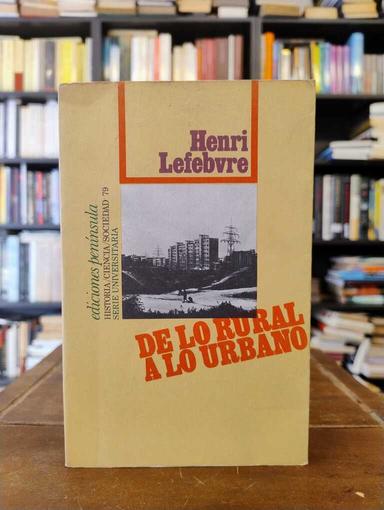 Henri
Lefebvre
ediciones península
HISTORIA/CIENCIA/SOCIEDAD 79
SERIE UNIVERSITARIA
DE LO RURAL
A LO URBANO